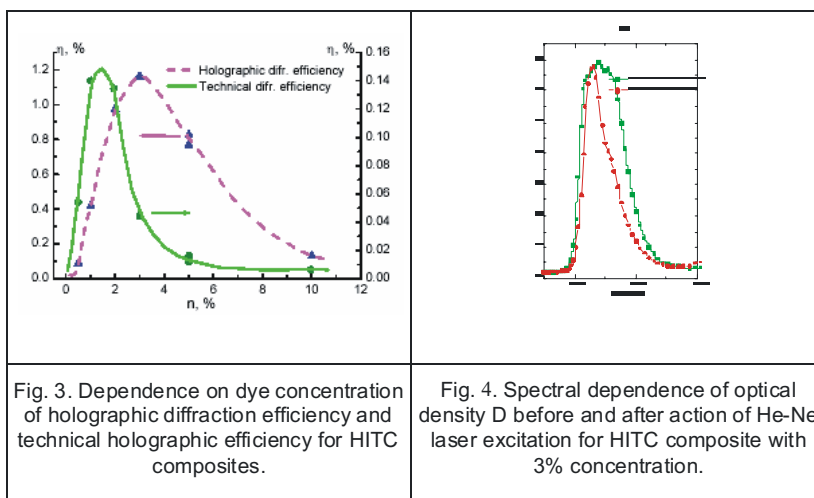 η, %
η, %
1.2
1.0
0.8
0.6
0.4
0.2
0.0
0.16
0.14
0.12
0.10
0.08
0.06
0.04
0.02
0.00
Holographic difr. efficiency
Technical difr. efficiency
0 2 4 6 8 10 12
n, %
Fig. 3. Dependence on dye concentration
of holographic diffraction efficiency and
technical holographic efficiency for HITC
composites.
Fig. 4. Spectral dependence of optical
density D before and after action of He-Ne
laser excitation for HITC composite with
3% concentration.